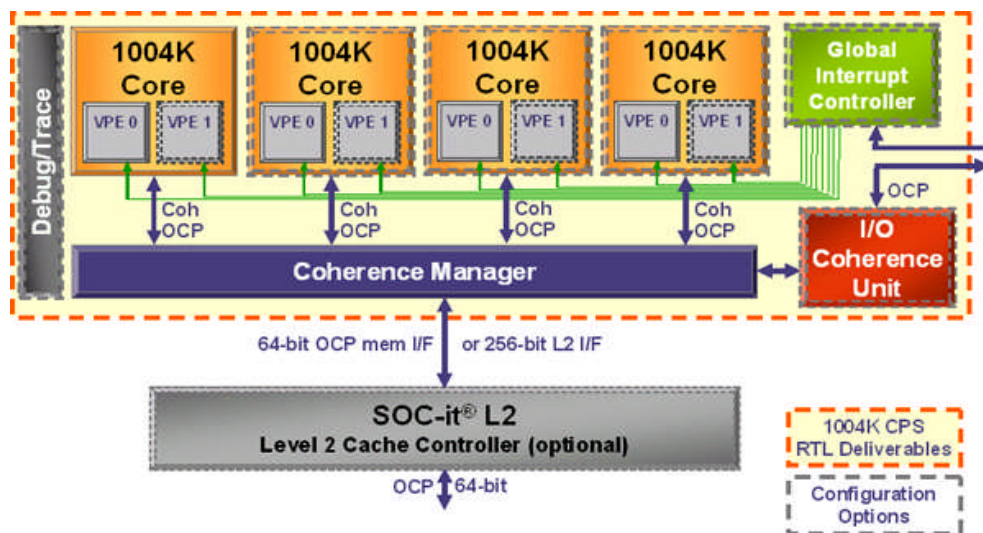 Debug/Trace
1004K
Core
VPE 0
VPE 1
1004K
Core
VPE 0
VPE 1
1004K
Core
VPE 0
VPE 1
1004K
Core
VPE 0
VPE 1
Global
Interrupt
Controller
Coh
OCP
Coh
OCP
Coh
OCP
Coh
OCP
OCP
Coherence Manager
I/O
Coherence
Unit
64-bit OCP mem I/F
or 256-bit L2 I/F
SOC-it® L2
Level 2 Cache Controller (optional)
OCP
64-bit
1004K CPS
RTL Deliverables
Configuration
Options